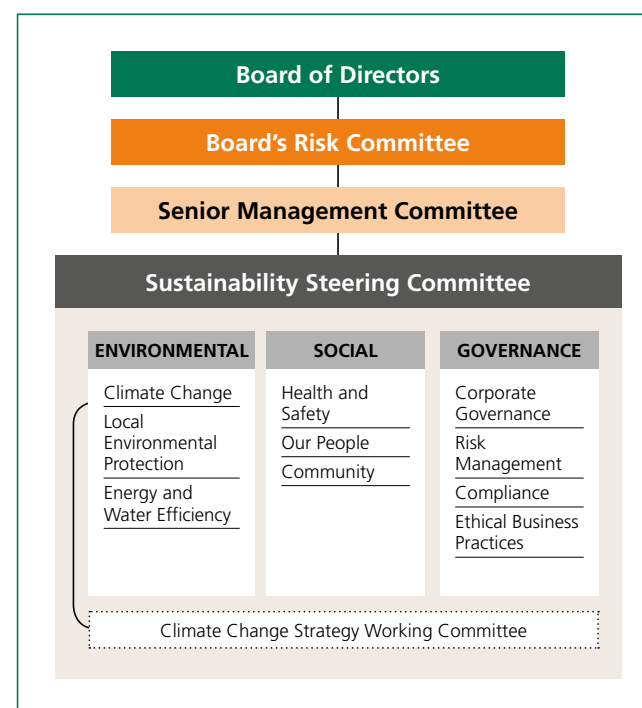 Board of Directors
Board's Risk Committee
Senior Management Committee
Sustainability Steering Committee
ENVIRONMENTAL
Climate Change
Local
Environmental
Protection
Energy and
Water Efficiency
SOCIAL
Health and
Safety
Our People
Community
GOVERNANCE
Corporate
Governance
Risk
Management
Compliance
Ethical Business
Practices
Climate Change Strategy Working Committee